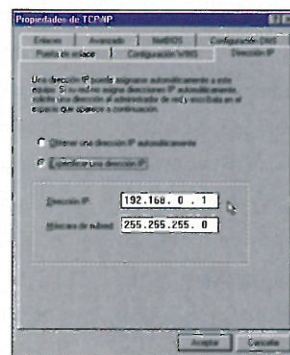 Propiedades de TCP/IP
Enlaces Avanzado NetBIOS Configuración DNS
Puerta de enlace Configuración WINS Dirección IP
Una dirección IP puede asignarse automáticamente a este
equipo. Si su red no asigna direcciones IP automáticamente,
solicite una dirección al administrador de red y escríbala en el
espacio que aparece a continuación.
Obtener una dirección IP automáticamente
Especificar una dirección IP
Dirección IP: 192.168. 0 . 1
Máscara de subred: 255.255.255. 0
Aceptar Cancelar